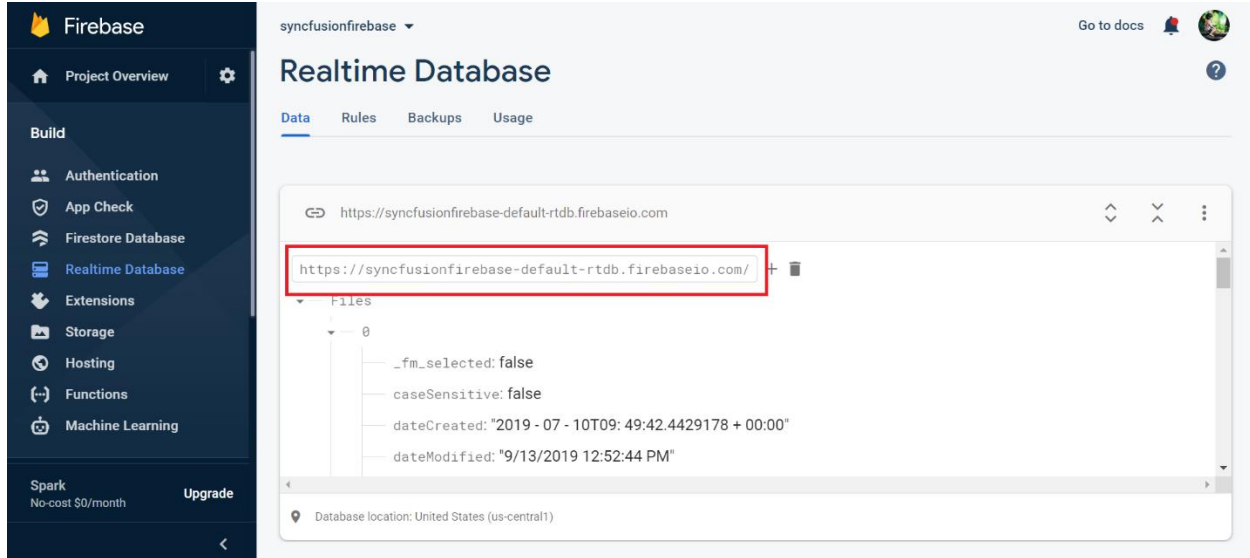 Firebase
syncfusionfirebase
Go to docs
Project Overview
Realtime Database
?
Data Rules Backups Usage
Build
Authentication
App Check
Firestore Database
Realtime Database
Extensions
Storage
Hosting
Functions
Machine Learning
Spark
No-cost $0/month
Upgrade
https://syncfusionfirebase-default-rtdb.firebaseio.com
https://syncfusionfirebase-default-rtdb.firebaseio.com/
Files
0
_fm_selected: false
caseSensitive: false
dateCreated: "2019 - 07 - 10T09: 49:42.4429178 + 00:00"
dateModified: "9/13/2019 12:52:44 PM"
Database location: United States (us-central1)